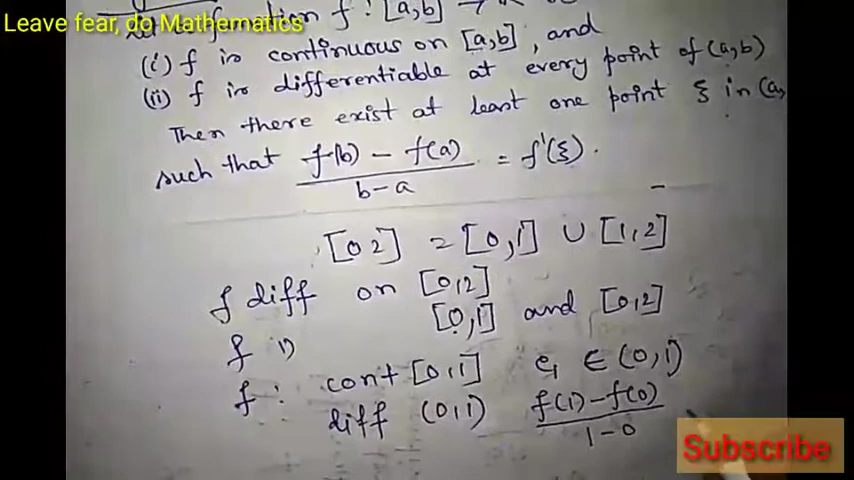 Leave fear, do Mathematics
function f : [a,b] →
(i) f is continuous on [a,b], and
(ii) f is differentiable at every point of (a,b)
Then there exist at least one point ξ in (a,
such that f(b) - f(a) / b-a = f'(ξ).
[0 2] = [0,1] ∪ [1,2]
f diff on [0,2]
f is [0,1] and [0,2]
f : cont [0,1] c₁ ∈ (0,1)
diff (0,1) f(1)-f(0) / 1-0
Subscribe